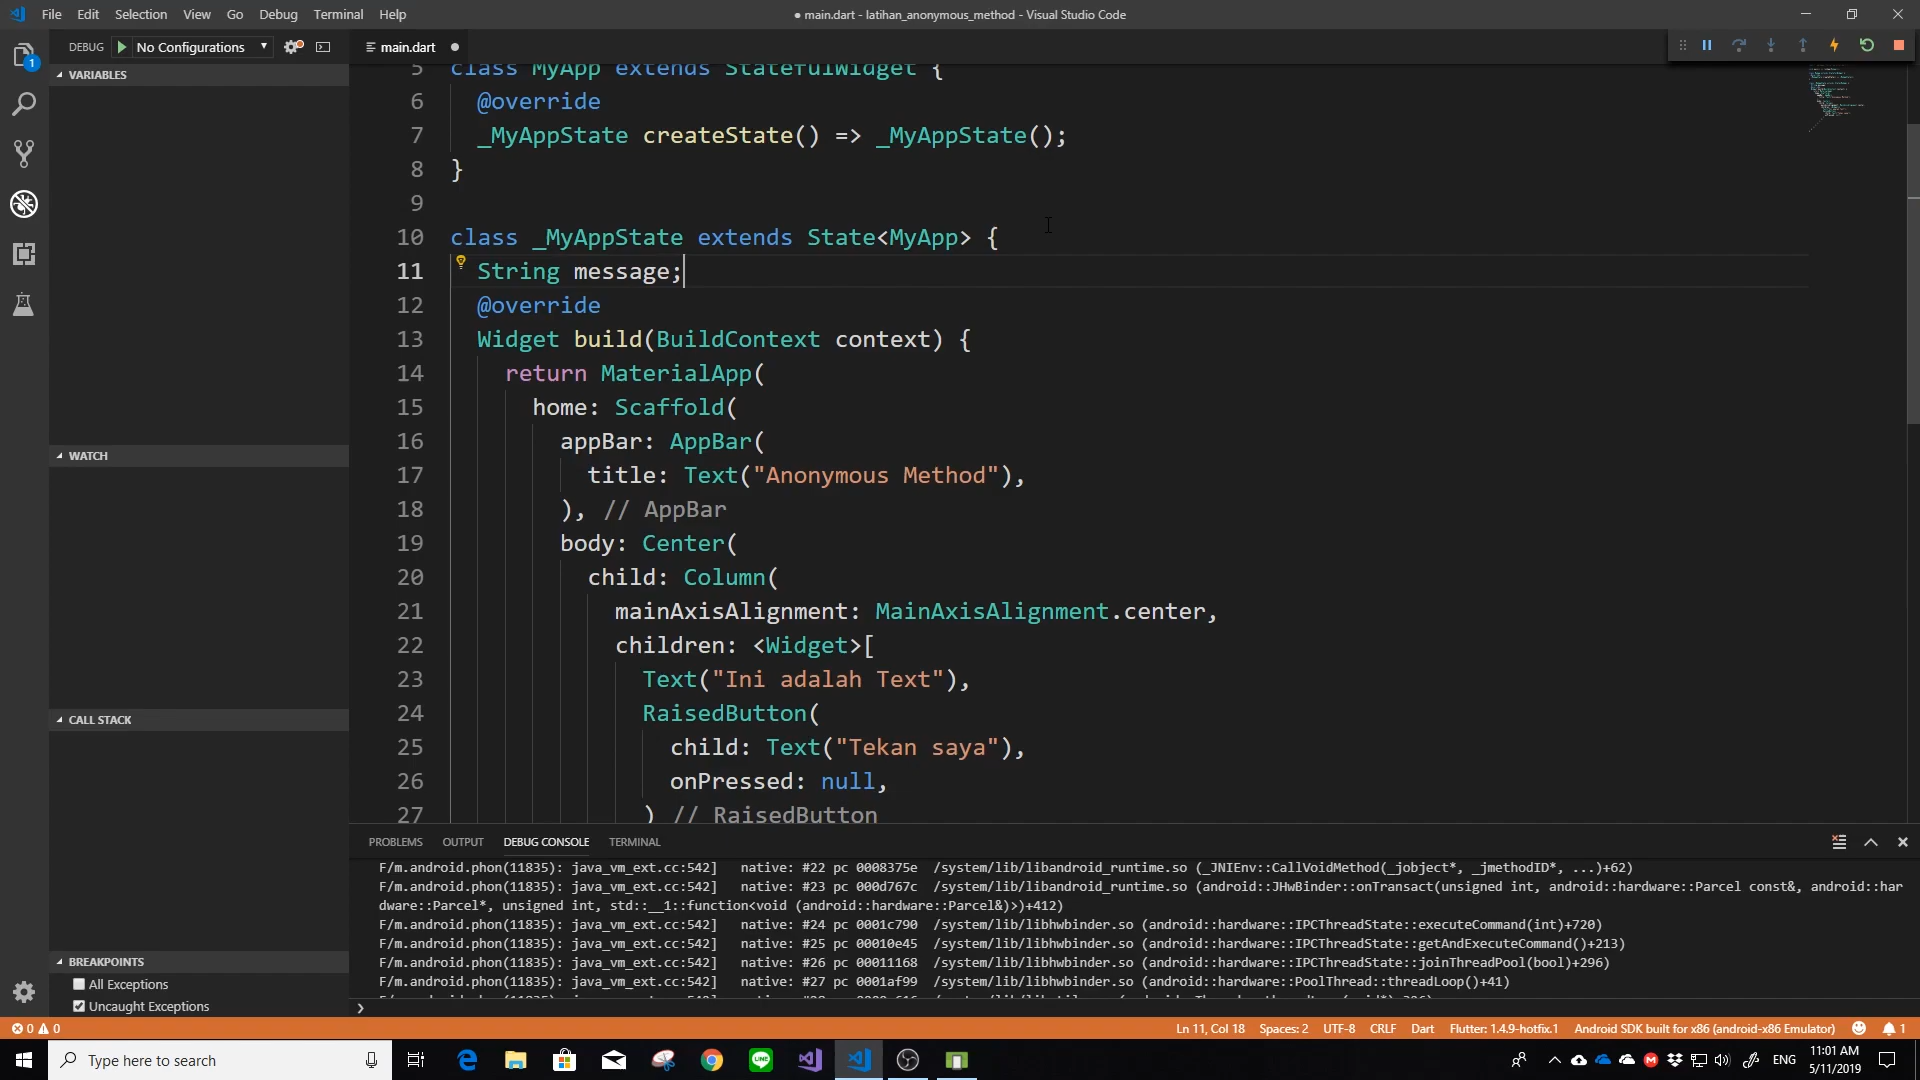 File Edit Selection View Go Debug Terminal Help
● main.dart - latihan_anonymous_method - Visual Studio Code
DEBUG No Configurations
main.dart
VARIABLES
WATCH
CALL STACK
BREAKPOINTS
All Exceptions
Uncaught Exceptions
1
5 class MyApp extends StatefulWidget {
6 @override
7 _MyAppState createState() => _MyAppState();
8 }
9
10 class _MyAppState extends State<MyApp> {
11 String message;
12 @override
13 Widget build(BuildContext context) {
14 return MaterialApp(
15 home: Scaffold(
16 appBar: AppBar(
17 title: Text("Anonymous Method"),
18 ), // AppBar
19 body: Center(
20 child: Column(
21 mainAxisAlignment: MainAxisAlignment.center,
22 children: <Widget>[
23 Text("Ini adalah Text"),
24 RaisedButton(
25 child: Text("Tekan saya"),
26 onPressed: null,
27 ) // RaisedButton
PROBLEMS OUTPUT DEBUG CONSOLE TERMINAL
F/m.android.phon(11835): java_vm_ext.cc:542] native: #22 pc 0008375e /system/lib/libandroid_runtime.so (_JNIEnv::CallVoidMethod(_jobject*, _jmethodID*, ...)+62)
F/m.android.phon(11835): java_vm_ext.cc:542] native: #23 pc 000d767c /system/lib/libandroid_runtime.so (android::JHwBinder::onTransact(unsigned int, android::hardware::Parcel const&, android::har
dware::Parcel*, unsigned int, std::__1::function<void (android::hardware::Parcel&)>)+412)
F/m.android.phon(11835): java_vm_ext.cc:542] native: #24 pc 0001c790 /system/lib/libhwbinder.so (android::hardware::IPCThreadState::executeCommand(int)+720)
F/m.android.phon(11835): java_vm_ext.cc:542] native: #25 pc 00010e45 /system/lib/libhwbinder.so (android::hardware::IPCThreadState::getAndExecuteCommand()+213)
F/m.android.phon(11835): java_vm_ext.cc:542] native: #26 pc 00011168 /system/lib/libhwbinder.so (android::hardware::IPCThreadState::joinThreadPool(bool)+296)
F/m.android.phon(11835): java_vm_ext.cc:542] native: #27 pc 0001af99 /system/lib/libhwbinder.so (android::hardware::PoolThread::threadLoop()+41)
0 0 Ln 11, Col 18 Spaces: 2 UTF-8 CRLF Dart Flutter: 1.4.9-hotfix.1 Android SDK built for x86 (android-x86 Emulator) 1
Type here to search
LINE
ENG
11:01 AM
5/11/2019